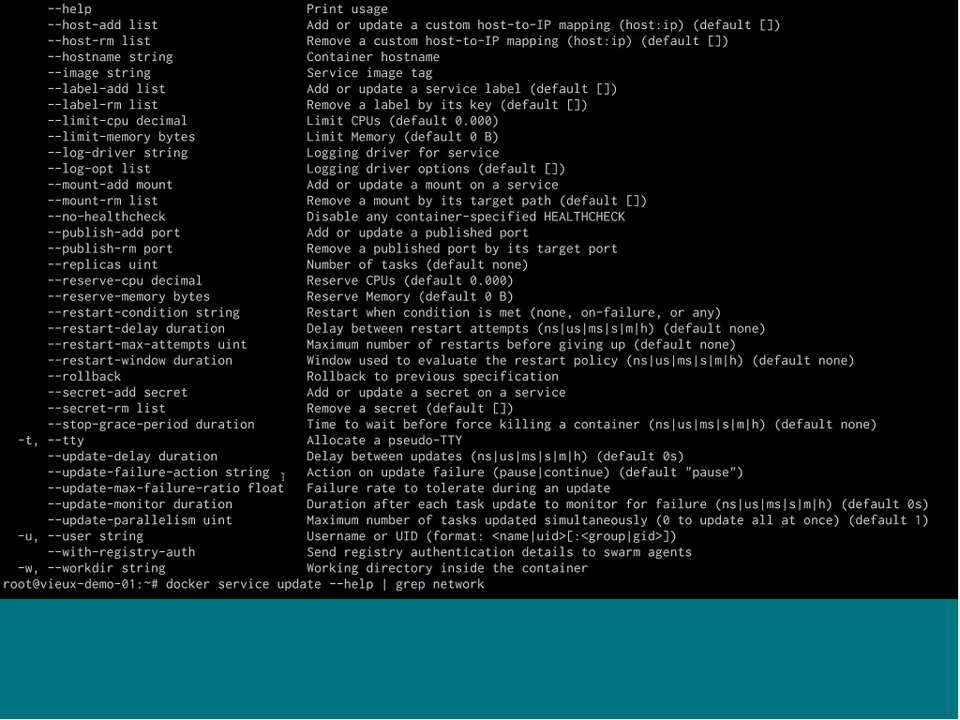 --help Print usage
--host-add list Add or update a custom host-to-IP mapping (host:ip) (default [])
--host-rm list Remove a custom host-to-IP mapping (host:ip) (default [])
--hostname string Container hostname
--image string Service image tag
--label-add list Add or update a service label (default [])
--label-rm list Remove a label by its key (default [])
--limit-cpu decimal Limit CPUs (default 0.000)
--limit-memory bytes Limit Memory (default 0 B)
--log-driver string Logging driver for service
--log-opt list Logging driver options (default [])
--mount-add mount Add or update a mount on a service
--mount-rm list Remove a mount by its target path (default [])
--no-healthcheck Disable any container-specified HEALTHCHECK
--publish-add port Add or update a published port
--publish-rm port Remove a published port by its target port
--replicas uint Number of tasks (default none)
--reserve-cpu decimal Reserve CPUs (default 0.000)
--reserve-memory bytes Reserve Memory (default 0 B)
--restart-condition string Restart when condition is met (none, on-failure, or any)
--restart-delay duration Delay between restart attempts (ns|us|ms|s|m|h) (default none)
--restart-max-attempts uint Maximum number of restarts before giving up (default none)
--restart-window duration Window used to evaluate the restart policy (ns|us|ms|s|m|h) (default none)
--rollback Rollback to previous specification
--secret-add secret Add or update a secret on a service
--secret-rm list Remove a secret (default [])
--stop-grace-period duration Time to wait before force killing a container (ns|us|ms|s|m|h) (default none)
-t, --tty Allocate a pseudo-TTY
--update-delay duration Delay between updates (ns|us|ms|s|m|h) (default 0s)
--update-failure-action string Action on update failure (pause|continue) (default "pause")
--update-max-failure-ratio float Failure rate to tolerate during an update
--update-monitor duration Duration after each task update to monitor for failure (ns|us|ms|s|m|h) (default 0s)
--update-parallelism uint Maximum number of tasks updated simultaneously (0 to update all at once) (default 1)
-u, --user string Username or UID (format: <name|uid>[:<group|gid>])
--with-registry-auth Send registry authentication details to swarm agents
-w, --workdir string Working directory inside the container
root@vieux-demo-01:~# docker service update --help | grep network